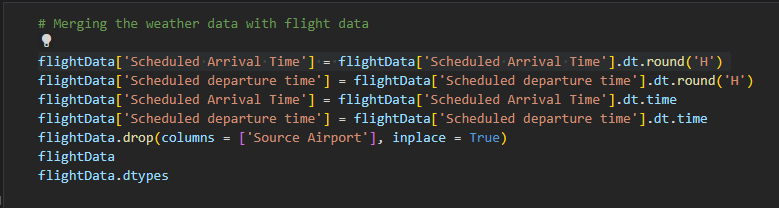 # Merging the weather data with flight data
flightData['Scheduled Arrival Time'] = flightData['Scheduled Arrival Time'].dt.round('H')
flightData['Scheduled departure time'] = flightData['Scheduled departure time'].dt.round('H')
flightData['Scheduled Arrival Time'] = flightData['Scheduled Arrival Time'].dt.time
flightData['Scheduled departure time'] = flightData['Scheduled departure time'].dt.time
flightData.drop(columns = ['Source Airport'], inplace = True)
flightData
flightData.dtypes